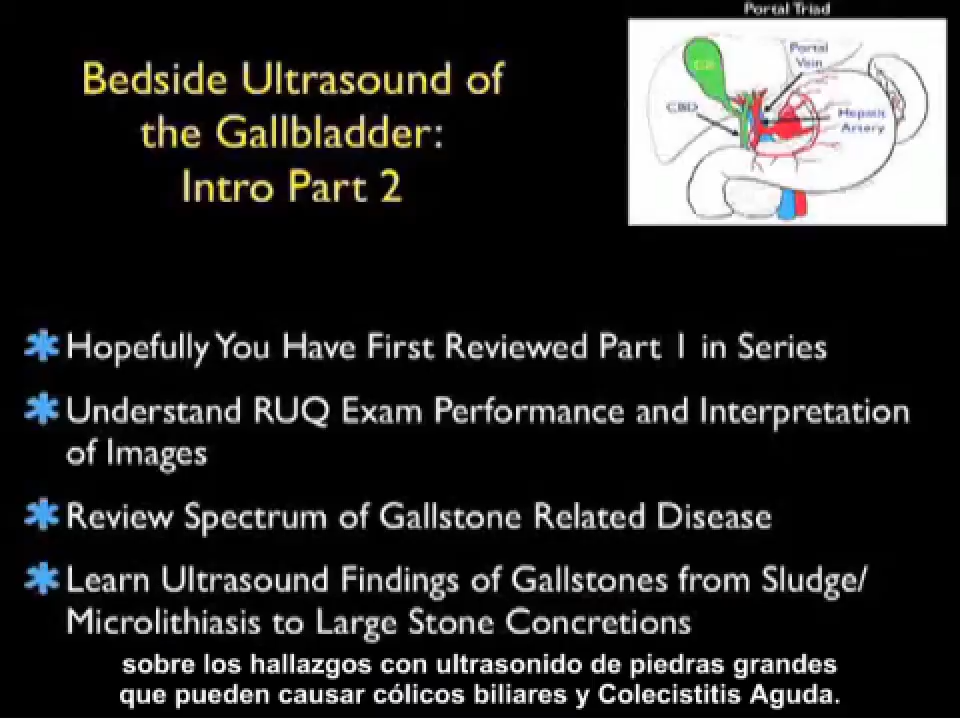 Portal Triad
Bedside Ultrasound of
the Gallbladder:
Intro Part 2
GB
Portal
Vein
CBD
Hepatic
Artery
Hopefully You Have First Reviewed Part 1 in Series
Understand RUQ Exam Performance and Interpretation
of Images
Review Spectrum of Gallstone Related Disease
Learn Ultrasound Findings of Gallstones from Sludge/
Microlithiasis to Large Stone Concretions
sobre los hallazgos con ultrasonido de piedras grandes
que pueden causar cólicos biliares y Colecistitis Aguda.